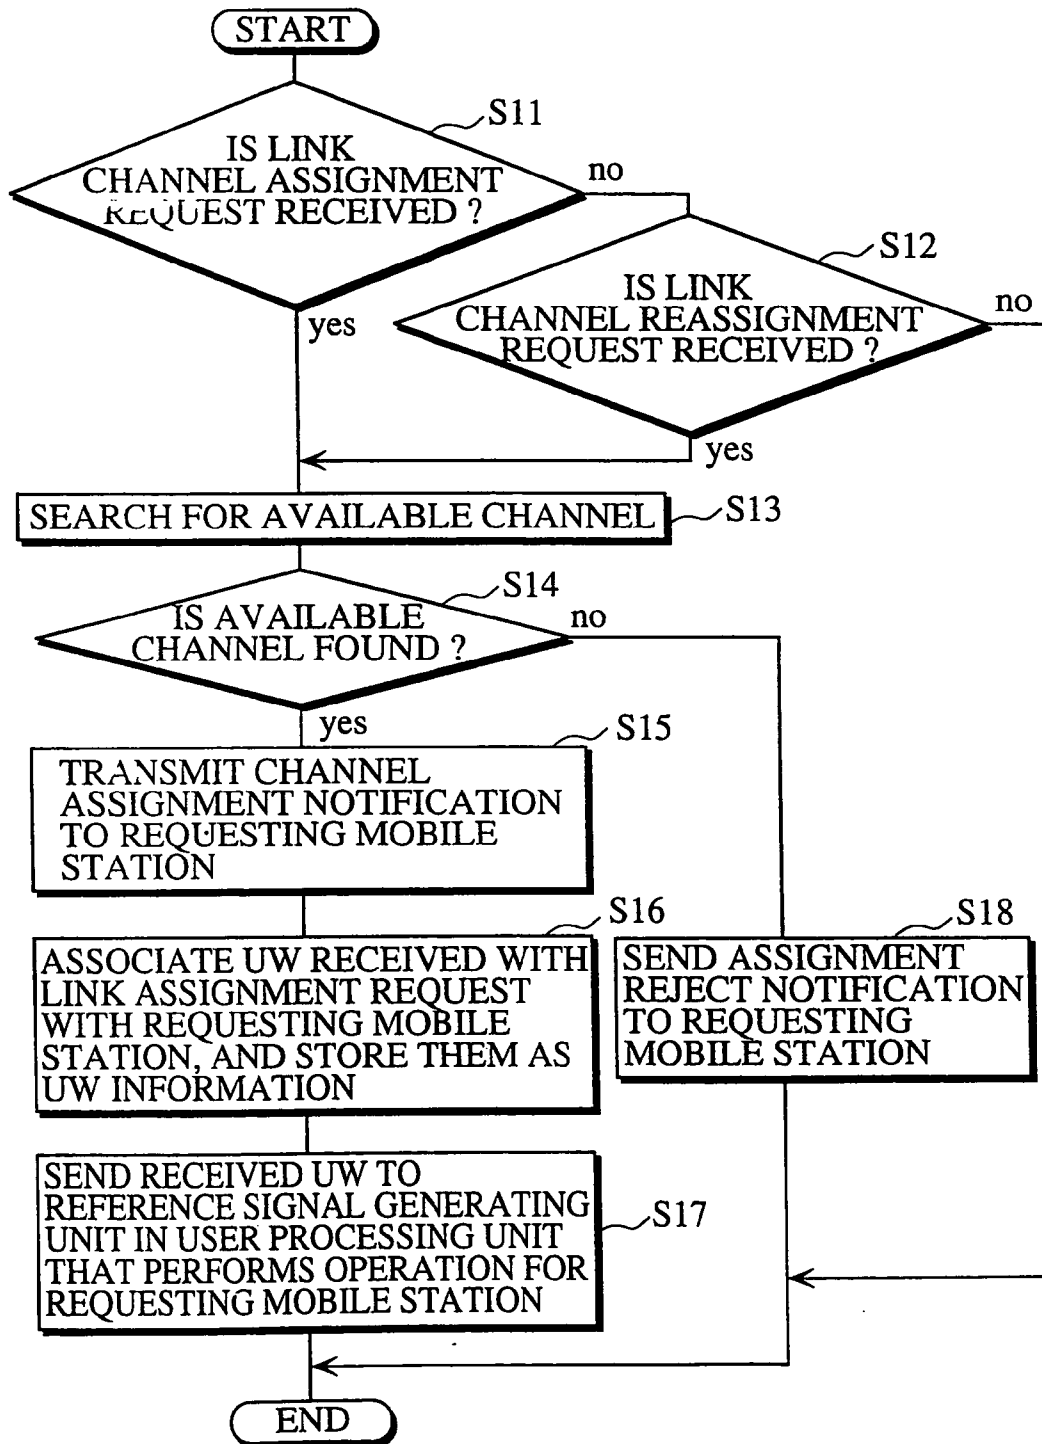 START
S11
IS LINK
CHANNEL ASSIGNMENT
REQUEST RECEIVED ?
no
yes
S12
IS LINK
CHANNEL REASSIGNMENT
REQUEST RECEIVED ?
no
yes
SEARCH FOR AVAILABLE CHANNEL
S13
S14
IS AVAILABLE
CHANNEL FOUND ?
no
yes
S15
TRANSMIT CHANNEL
ASSIGNMENT NOTIFICATION
TO REQUESTING MOBILE
STATION
S16
ASSOCIATE UW RECEIVED WITH
LINK ASSIGNMENT REQUEST
WITH REQUESTING MOBILE
STATION, AND STORE THEM AS
UW INFORMATION
S18
SEND ASSIGNMENT
REJECT NOTIFICATION
TO REQUESTING
MOBILE STATION
SEND RECEIVED UW TO
REFERENCE SIGNAL GENERATING
UNIT IN USER PROCESSING UNIT
THAT PERFORMS OPERATION FOR
REQUESTING MOBILE STATION
S17
END